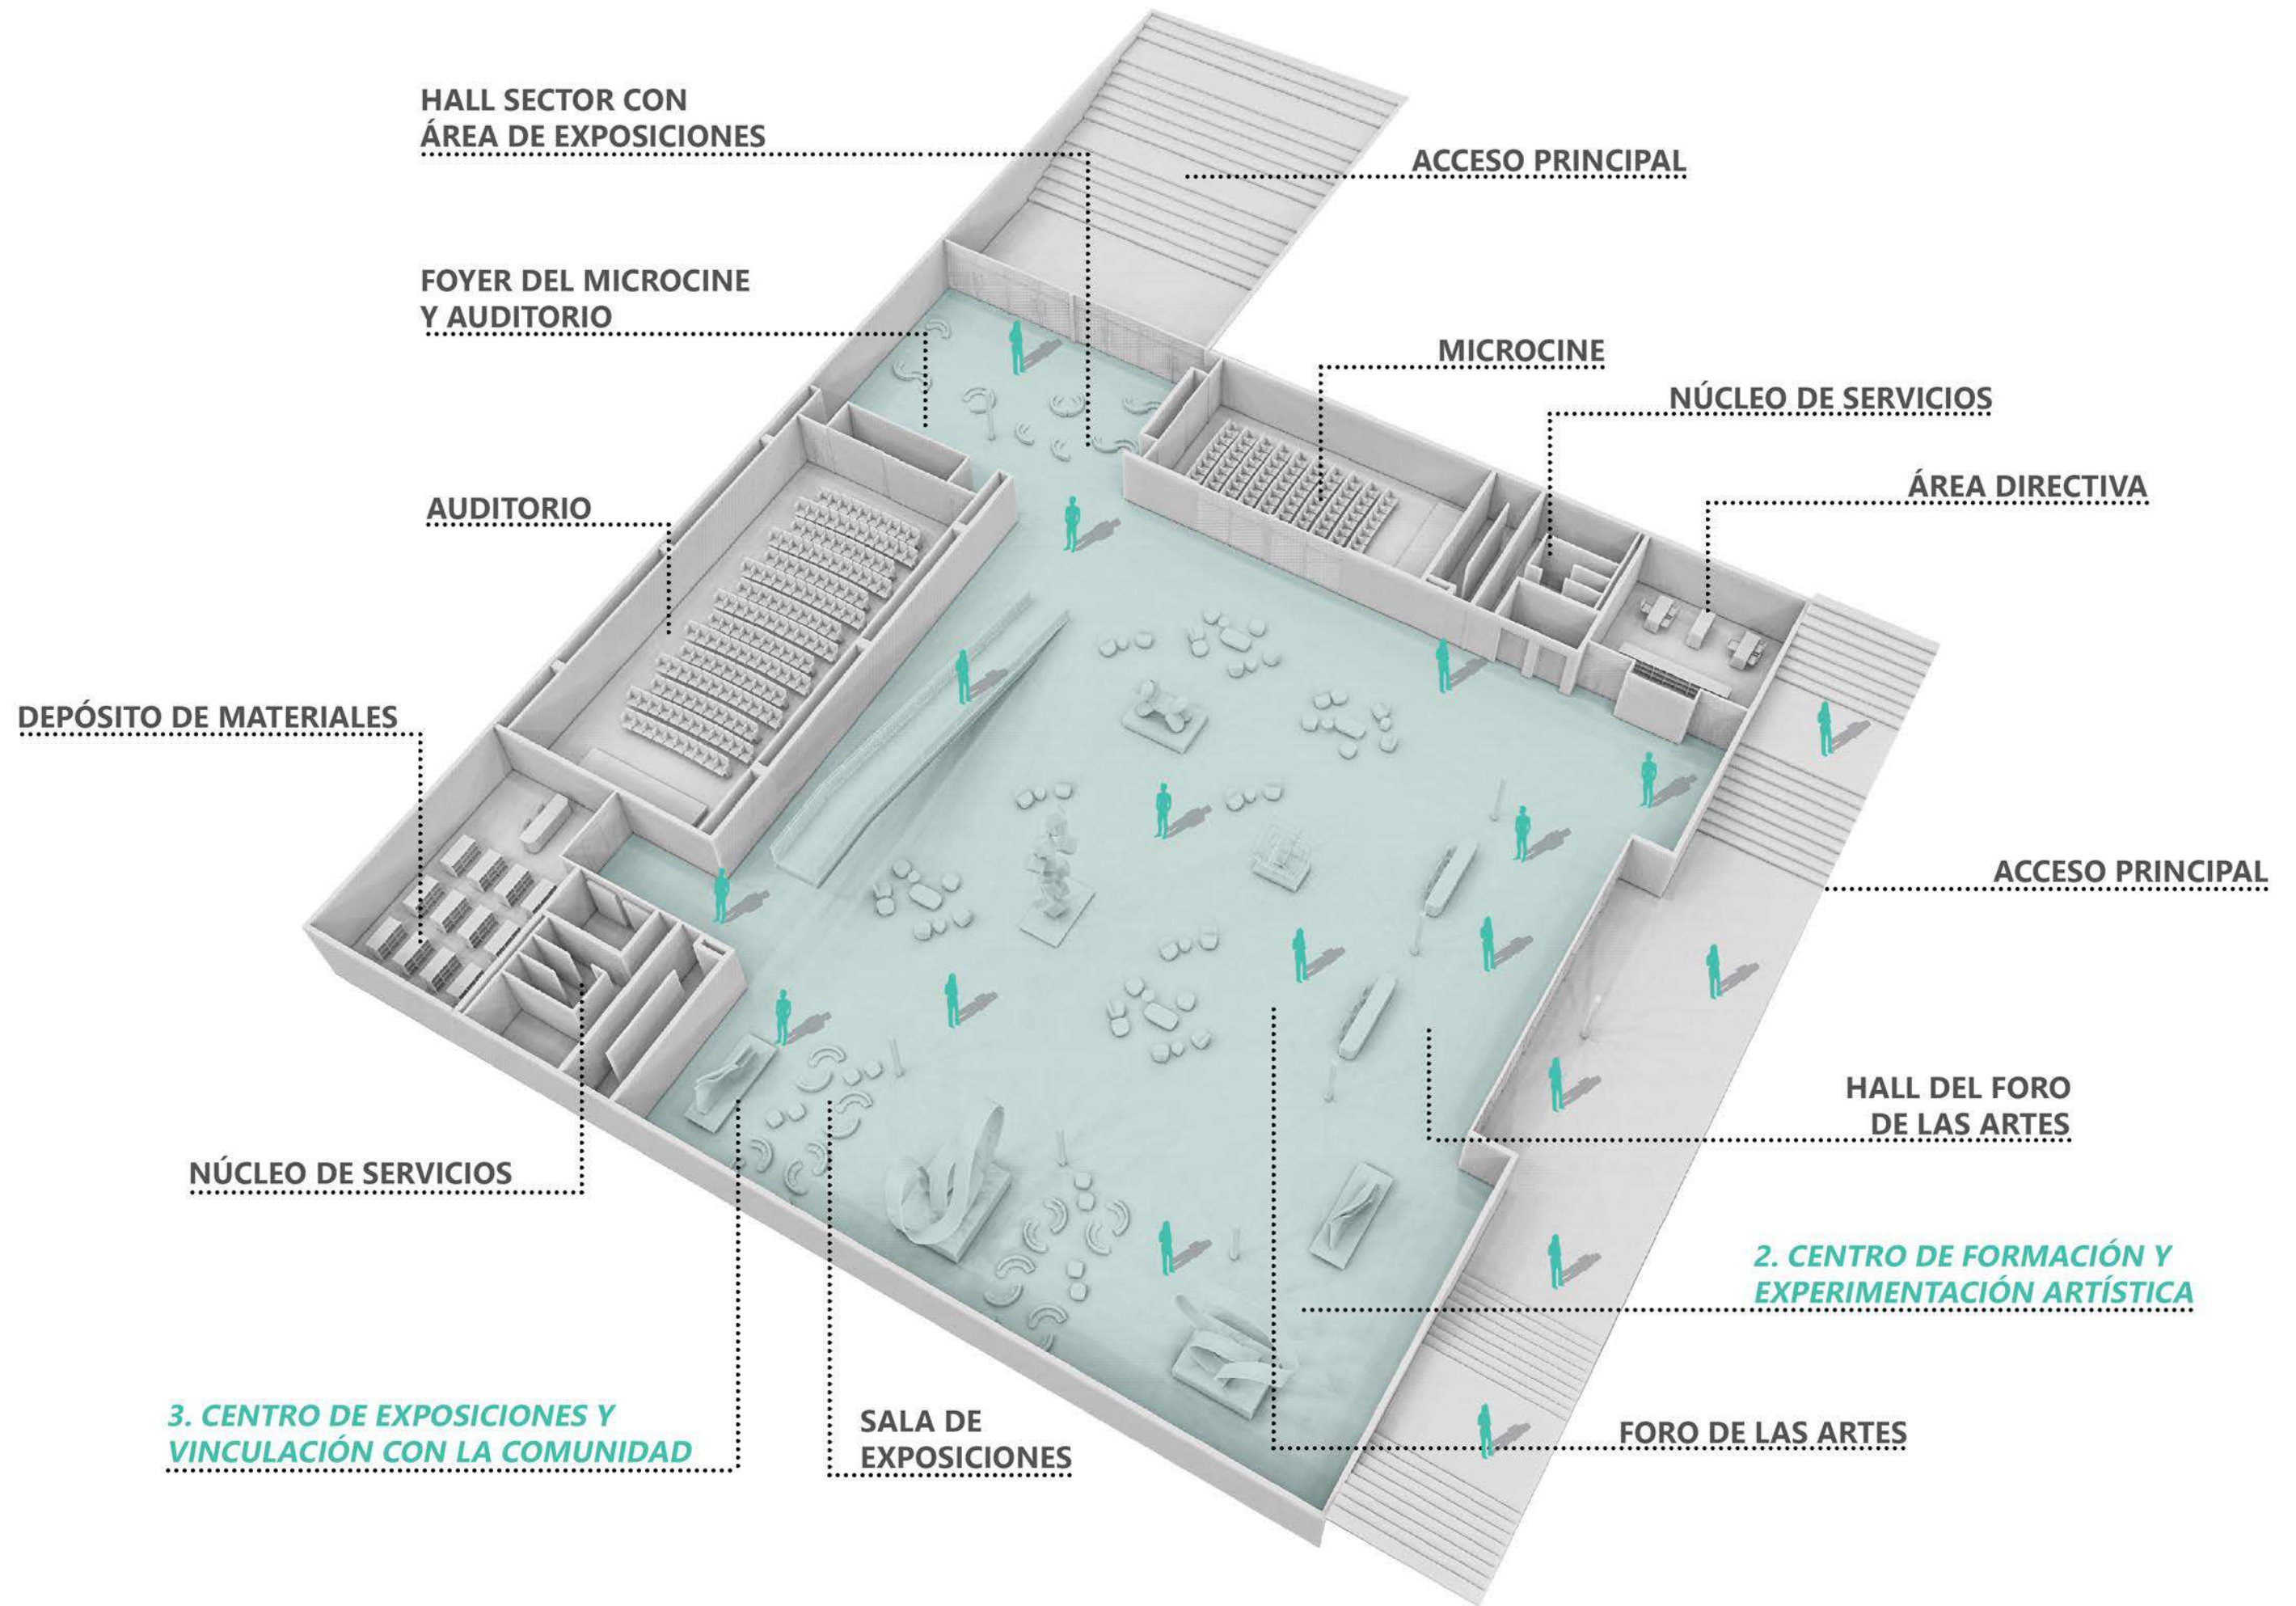 HALL SECTOR CON
ÁREA DE EXPOSICIONES
ACCESO PRINCIPAL
FOYER DEL MICROCINE
Y AUDITORIO
MICROCINE
NÚCLEO DE SERVICIOS
ÁREA DIRECTIVA
AUDITORIO
DEPÓSITO DE MATERIALES
ACCESO PRINCIPAL
HALL DEL FORO
DE LAS ARTES
NÚCLEO DE SERVICIOS
2. CENTRO DE FORMACIÓN Y
EXPERIMENTACIÓN ARTÍSTICA
3. CENTRO DE EXPOSICIONES Y
VINCULACIÓN CON LA COMUNIDAD
SALA DE
EXPOSICIONES
FORO DE LAS ARTES